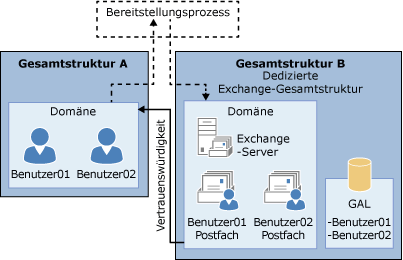 Bereitstellungsprozess
Gesamtstruktur A
Domäne
Benutzer01
Benutzer02
Vertrauenswürdigkeit
Gesamtstruktur B
Dedizierte
Exchange-Gesamtstruktur
Domäne
Exchange
-Server
Benutzer01
Postfach
Benutzer02
Postfach
GAL
-Benutzer01
-Benutzer02